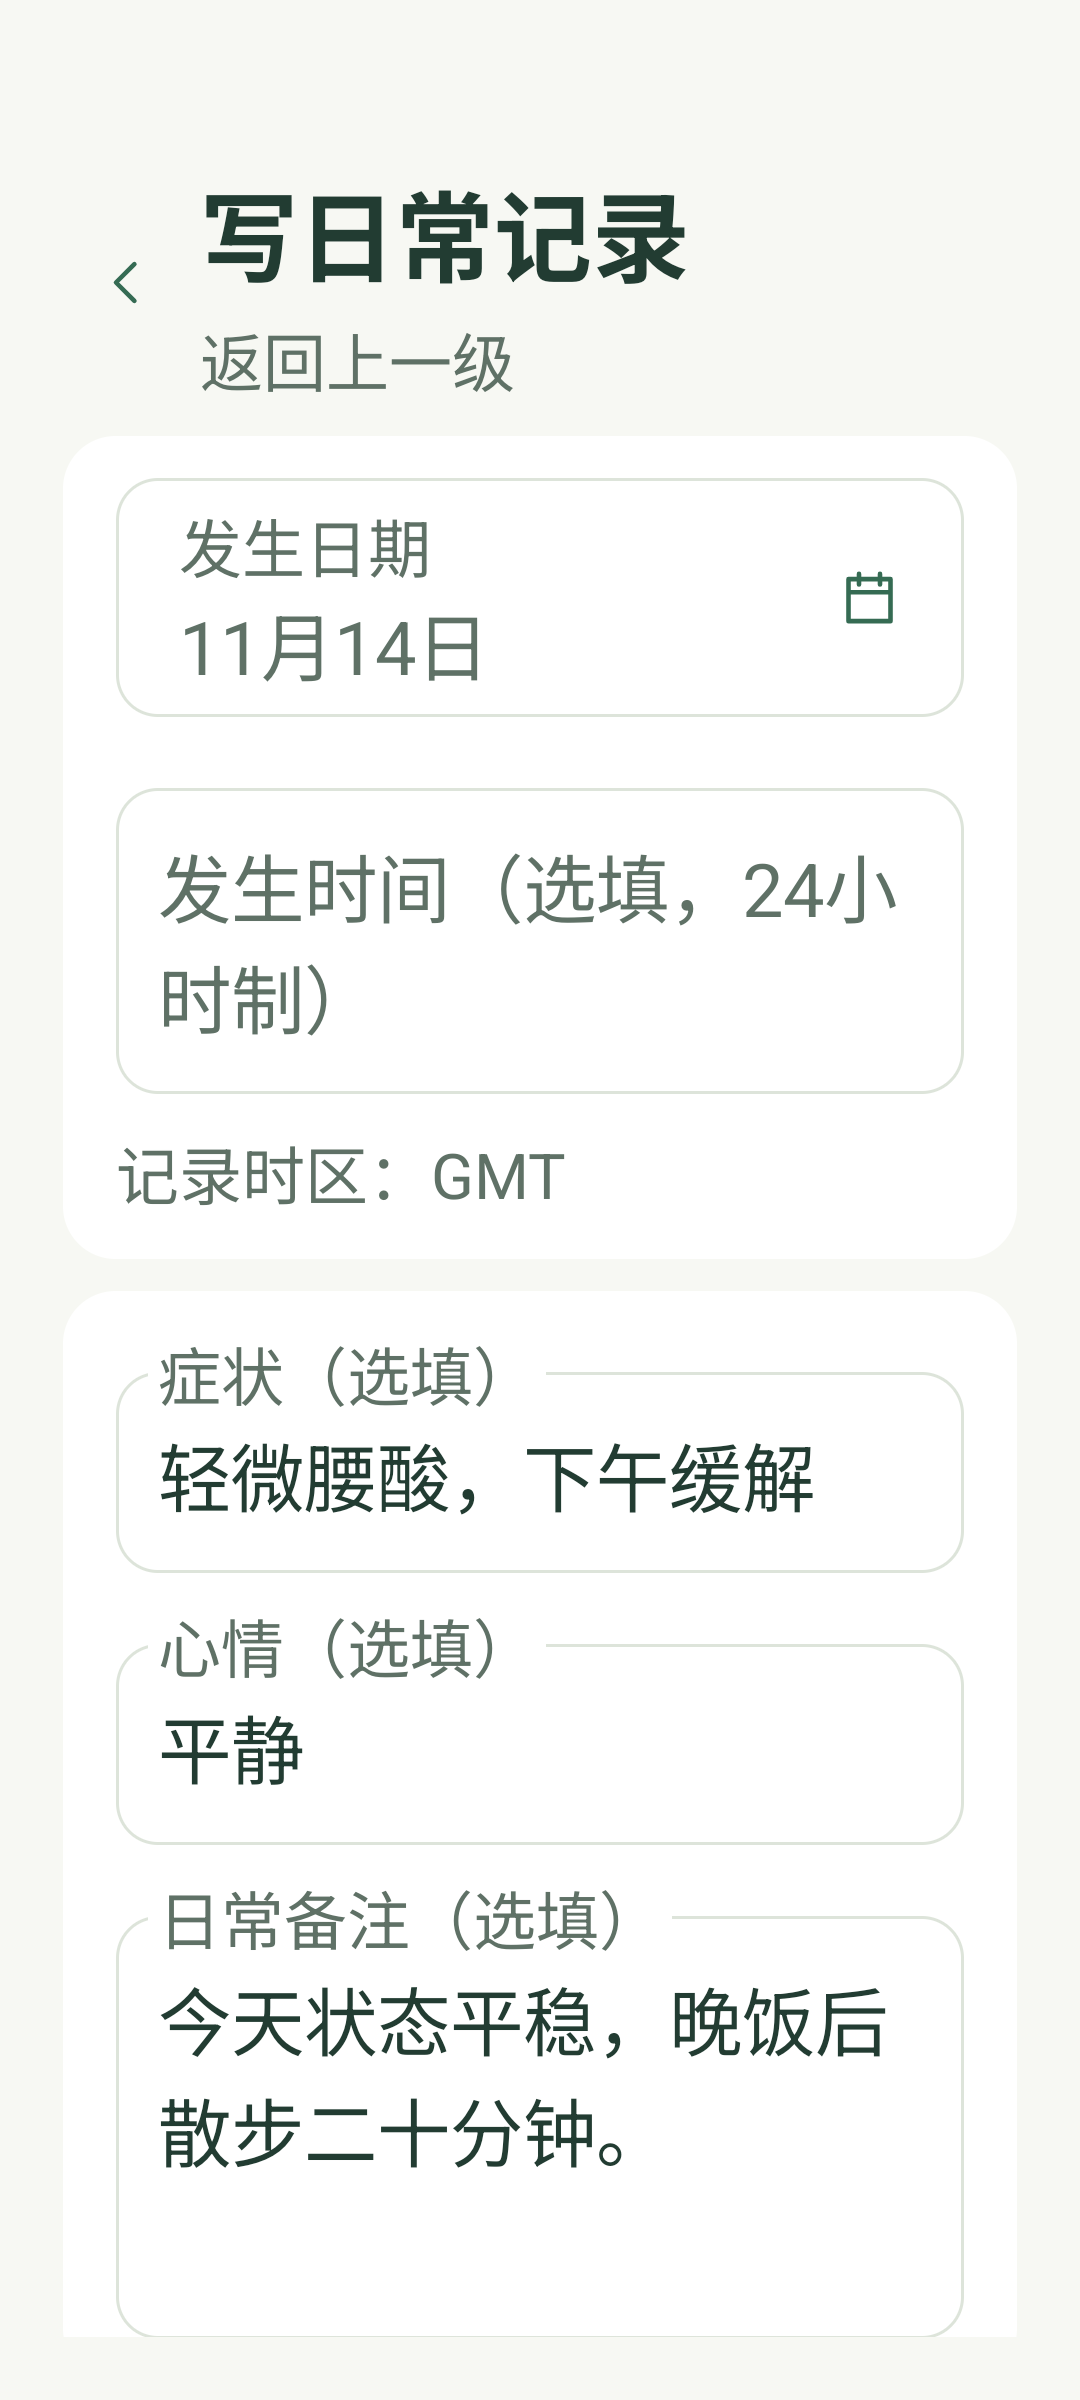 写日常记录
返回上一级
发生日期
11月14日
发生时间（选填，24小
时制）
记录时区：GMT
症状（选填）
轻微腰酸，下午缓解
心情（选填）
平静
日常备注（选填）
今天状态平稳，晚饭后
散步二十分钟。